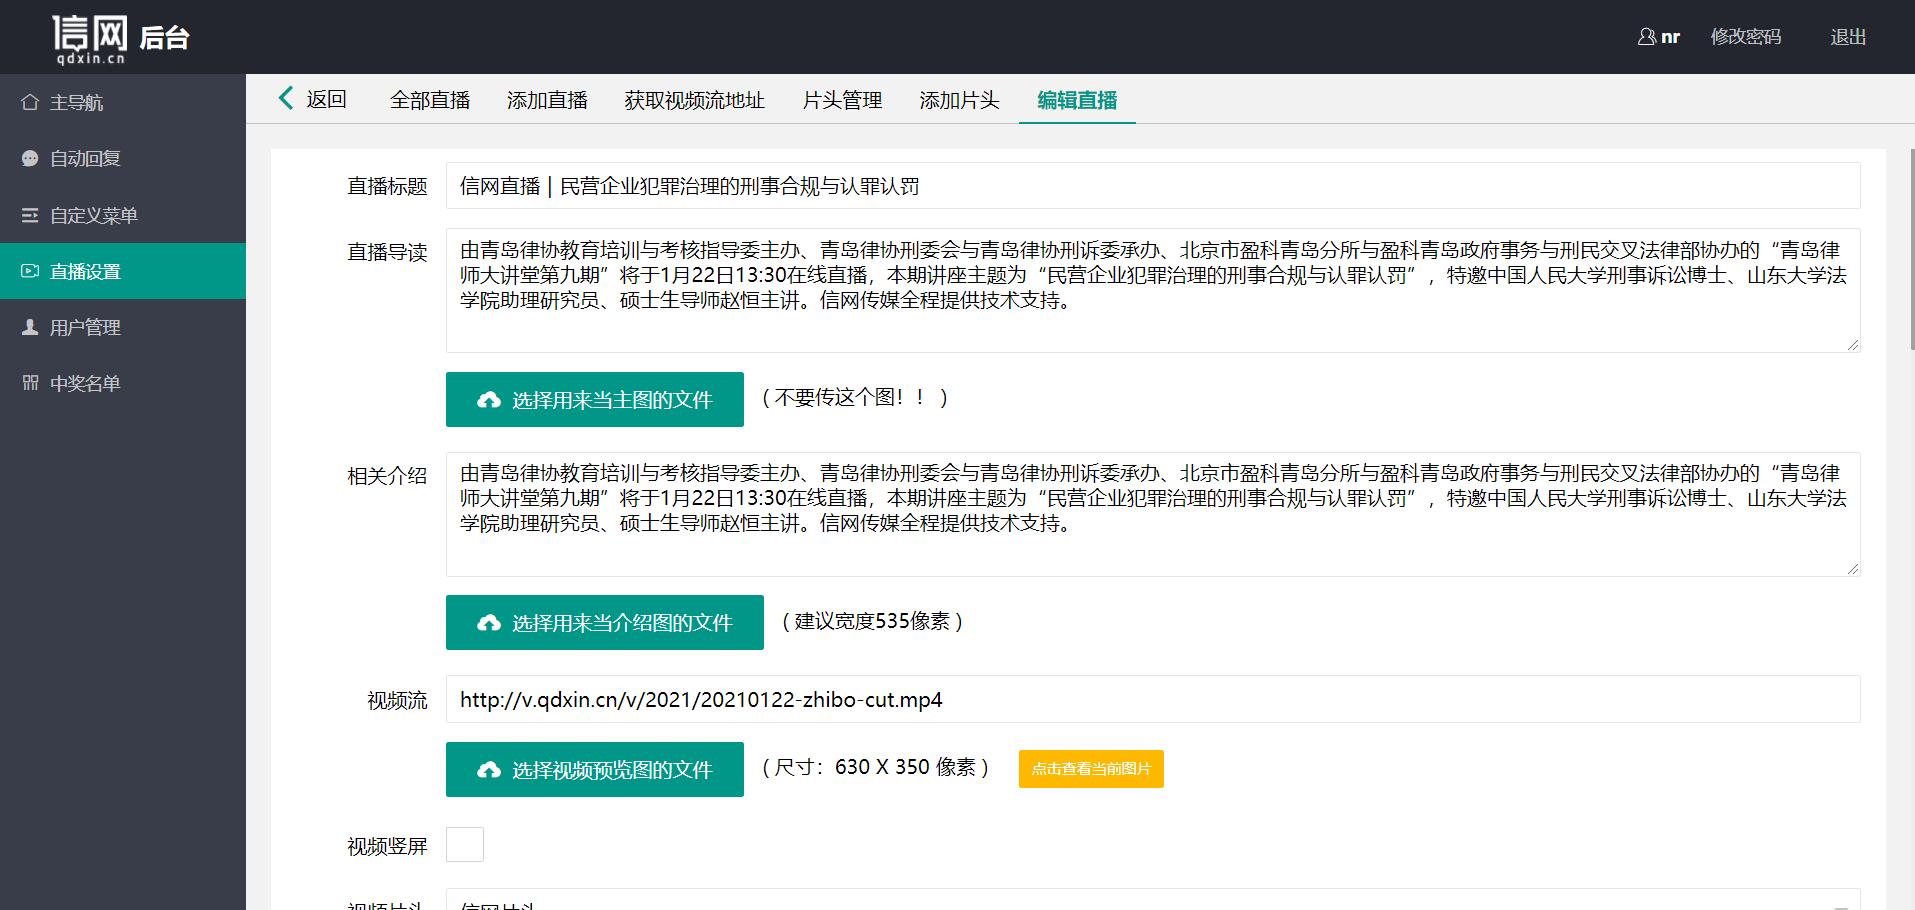 信网 后台
qdxin.cn
nr 修改密码 退出
主导航
自动回复
自定义菜单
直播设置
用户管理
中奖名单
返回 全部直播 添加直播 获取视频流地址 片头管理 添加片头 编辑直播
直播标题 信网直播 | 民营企业犯罪治理的刑事合规与认罪认罚
直播导读 由青岛律协教育培训与考核指导委主办、青岛律协刑委会与青岛律协刑诉委承办、北京市盈科青岛分所与盈科青岛政府事务与刑民交叉法律部协办的“青岛律
师大讲堂第九期”将于1月22日13:30在线直播，本期讲座主题为“民营企业犯罪治理的刑事合规与认罪认罚”，特邀中国人民大学刑事诉讼博士、山东大学法
学院助理研究员、硕士生导师赵恒主讲。信网传媒全程提供技术支持。
选择用来当主图的文件 ( 不要传这个图！！ )
相关介绍 由青岛律协教育培训与考核指导委主办、青岛律协刑委会与青岛律协刑诉委承办、北京市盈科青岛分所与盈科青岛政府事务与刑民交叉法律部协办的“青岛律
师大讲堂第九期”将于1月22日13:30在线直播，本期讲座主题为“民营企业犯罪治理的刑事合规与认罪认罚”，特邀中国人民大学刑事诉讼博士、山东大学法
学院助理研究员、硕士生导师赵恒主讲。信网传媒全程提供技术支持。
选择用来当介绍图的文件 ( 建议宽度535像素 )
视频流 http://v.qdxin.cn/v/2021/20210122-zhibo-cut.mp4
选择视频预览图的文件 ( 尺寸：630 X 350 像素 ) 点击查看当前图片
视频竖屏
视频片头 信网片头